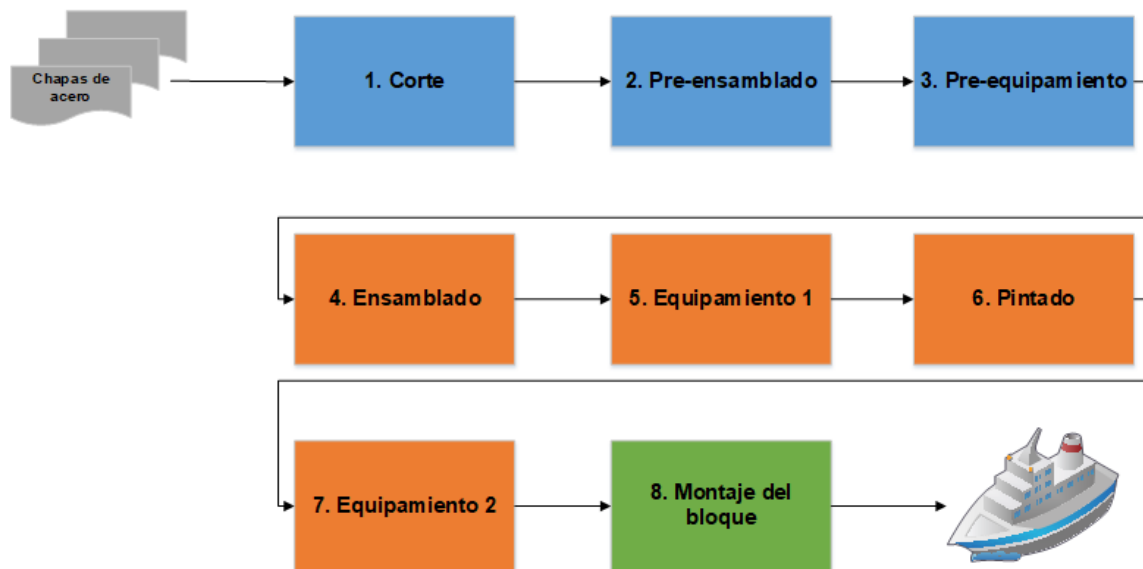 Chapas de
acero
1. Corte
2. Pre-ensamblado
3. Pre-equipamiento
4. Ensamblado
5. Equipamiento 1
6. Pintado
7. Equipamiento 2
8. Montaje del
bloque